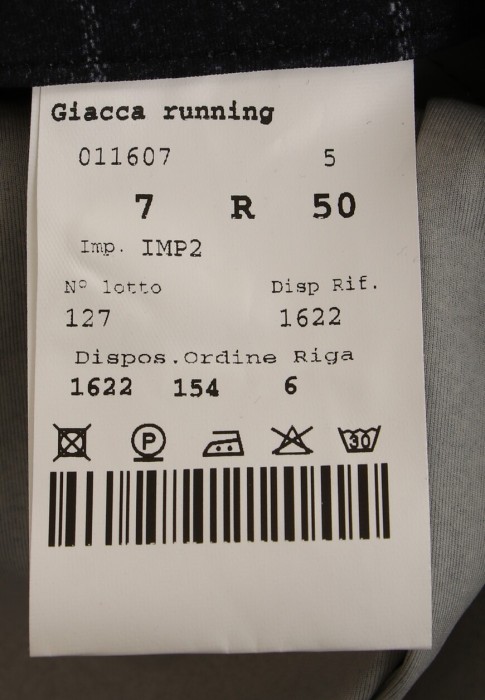 Giacca running
011607 5
7 R 50
Imp. IMP2
Nº lotto Disp Rif.
127 1622
Dispos.Ordine Riga
1622 154 6
P 30